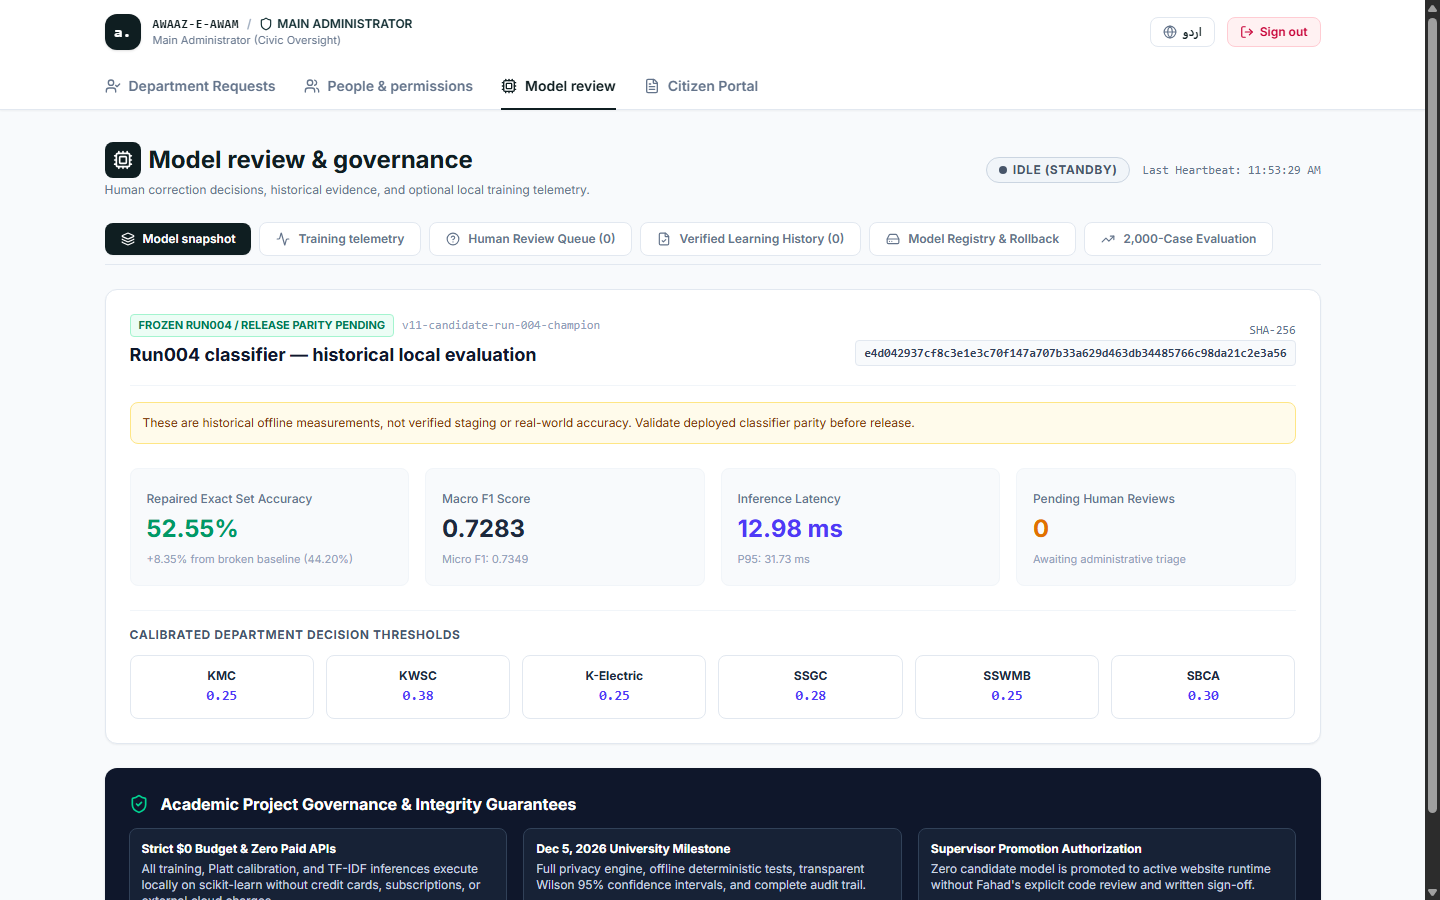 a.
AWAAZ-E-AWAM / MAIN ADMINISTRATOR
Main Administrator (Civic Oversight)
اردو
Sign out
Department Requests
People & permissions
Model review
Citizen Portal
Model review & governance
Human correction decisions, historical evidence, and optional local training telemetry.
IDLE (STANDBY)
Last Heartbeat: 11:53:29 AM
Model snapshot
Training telemetry
Human Review Queue (0)
Verified Learning History (0)
Model Registry & Rollback
2,000-Case Evaluation
FROZEN RUN004 / RELEASE PARITY PENDING
v11-candidate-run-004-champion
Run004 classifier — historical local evaluation
SHA-256
e4d042937cf8c3e1e3c70f147a707b33a629d463db34485766c98da21c2e3a56
These are historical offline measurements, not verified staging or real-world accuracy. Validate deployed classifier parity before release.
Repaired Exact Set Accuracy
52.55%
+8.35% from broken baseline (44.20%)
Macro F1 Score
0.7283
Micro F1: 0.7349
Inference Latency
12.98 ms
P95: 31.73 ms
Pending Human Reviews
0
Awaiting administrative triage
CALIBRATED DEPARTMENT DECISION THRESHOLDS
KMC
0.25
KWSC
0.38
K-Electric
0.25
SSGC
0.28
SSWMB
0.25
SBCA
0.30
Academic Project Governance & Integrity Guarantees
Strict $0 Budget & Zero Paid APIs
All training, Platt calibration, and TF-IDF inferences execute
locally on scikit-learn without credit cards, subscriptions, or
external cloud charges.
Dec 5, 2026 University Milestone
Full privacy engine, offline deterministic tests, transparent
Wilson 95% confidence intervals, and complete audit trail.
Supervisor Promotion Authorization
Zero candidate model is promoted to active website runtime
without Fahad's explicit code review and written sign-off.